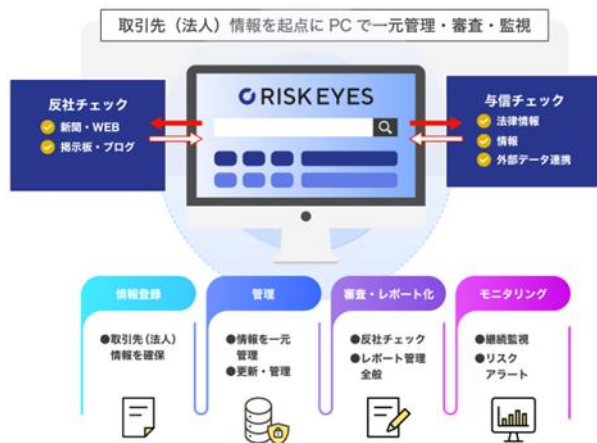 取引先（法人）情報を起点に PC で一元管理・審査・監視
反社チェック
新聞・WEB
掲示板・ブログ
RISK EYES
与信チェック
法律情報
情報
外部データ連携
情報登録
●取引先（法人）
情報を確保
管理
●情報を一元
管理
●更新・管理
審査・レポート化
●反社チェック
●レポート管理
全般
モニタリング
●継続監視
●リスク
アラート